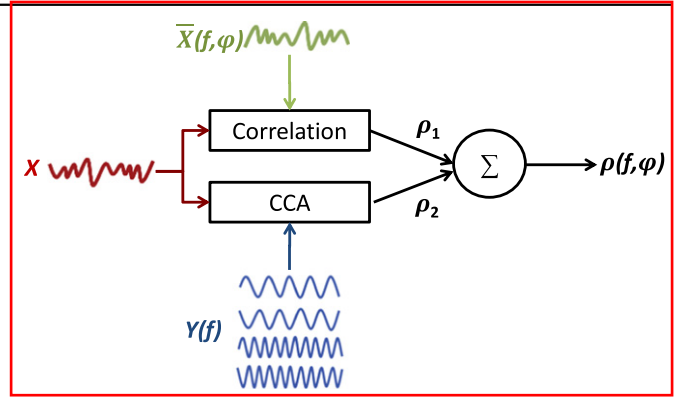 X̅(f,φ)
Correlation
ρ₁
X
∑
ρ(f,φ)
CCA
ρ₂
Y(f)